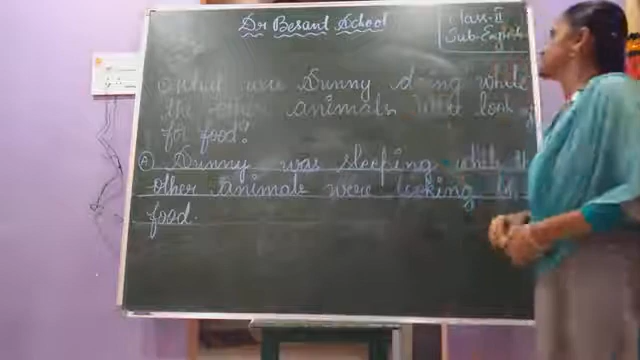 Dr Besant School
Class-II
Sub-English
What was Sunny doing while
the other animals were look
for food?
A Sunny was sleeping while the
other animals were looking for
food.